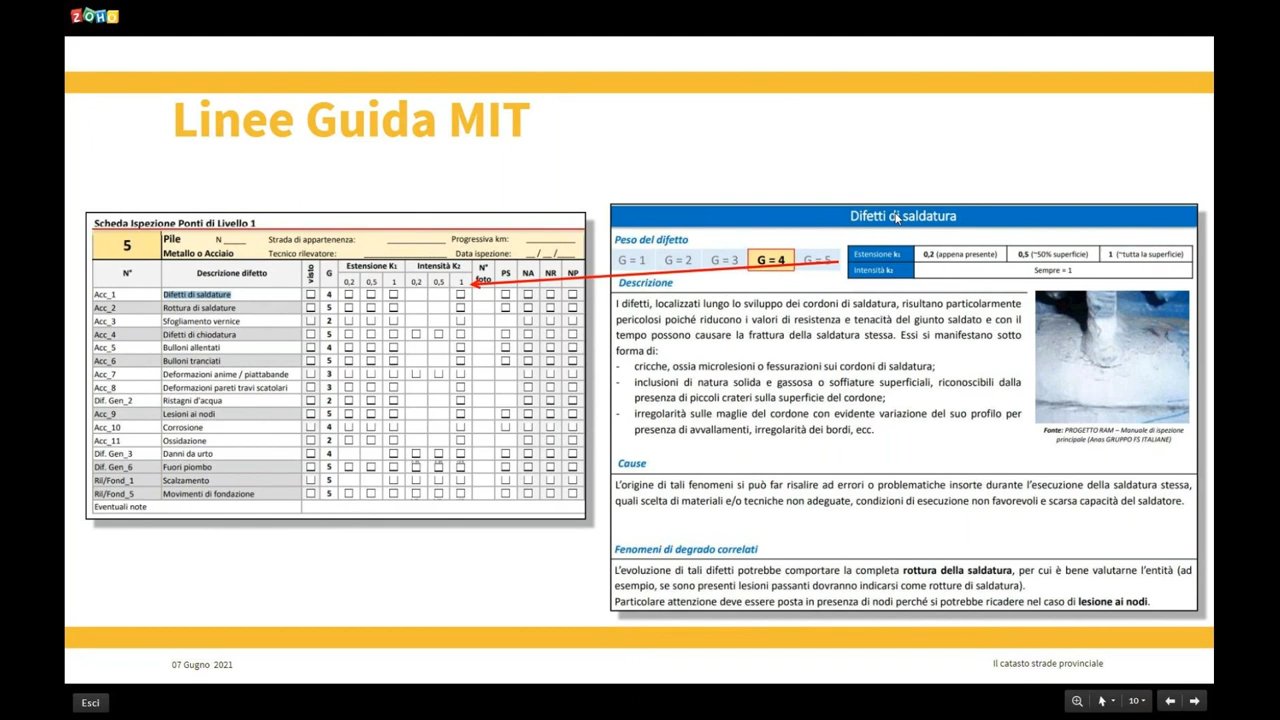 ZOHO
Linee Guida MIT
Scheda Ispezione Ponti di Livello 1
5
Pile
N ____
Strada di appartenenza: __________
Progressiva km: ________
Metallo o Acciaio
Tecnico rilevatore: __________
Data ispezione: __/__/____
N° Descrizione difetto visto G Estensione K1 Intensità K2 N° foto PS NA NR NP
0,2 0,5 1 0,2 0,5 1
Acc_1 Difetti di saldature 4
Acc_2 Rottura di saldature 5
Acc_3 Sfogliamento vernice 2
Acc_4 Difetti di chiodatura 5
Acc_5 Bulloni allentati 4
Acc_6 Bulloni tranciati 5
Acc_7 Deformazioni anime / piattabande 3
Acc_8 Deformazioni pareti travi scatolari 3
Dif. Gen_2 Ristagni d'acqua 2
Acc_9 Lesioni ai nodi 5
Acc_10 Corrosione 4
Acc_11 Ossidazione 2
Dif. Gen_3 Danni da urto 4
Dif. Gen_6 Fuori piombo 5
Ril/Fond_1 Scalzamento 5
Ril/Fond_5 Movimenti di fondazione 5
Eventuali note
Difetti di saldatura
Peso del difetto
G = 1 G = 2 G = 3 G = 4 G = 5
Estensione k1 0,2 (appena presente) 0,5 (~50% superficie) 1 (~tutta la superficie)
Intensità k2 Sempre = 1
Descrizione
I difetti, localizzati lungo lo sviluppo dei cordoni di saldatura, risultano particolarmente
pericolosi poiché riducono i valori di resistenza e tenacità del giunto saldato e con il
tempo possono causare la frattura della saldatura stessa. Essi si manifestano sotto
forma di:
- cricche, ossia microlesioni o fessurazioni sui cordoni di saldatura;
- inclusioni di natura solida e gassosa o soffiature superficiali, riconoscibili dalla
presenza di piccoli crateri sulla superficie del cordone;
- irregolarità sulle maglie del cordone con evidente variazione del suo profilo per
presenza di avvallamenti, irregolarità dei bordi, ecc.
Fonte: PROGETTO RAM – Manuale di ispezione
principale (Anas GRUPPO FS ITALIANE)
Cause
L'origine di tali fenomeni si può far risalire ad errori o problematiche insorte durante l'esecuzione della saldatura stessa,
quali scelta di materiali e/o tecniche non adeguate, condizioni di esecuzione non favorevoli e scarsa capacità del saldatore.
Fenomeni di degrado correlati
L'evoluzione di tali difetti potrebbe comportare la completa rottura della saldatura, per cui è bene valutarne l'entità (ad
esempio, se sono presenti lesioni passanti dovranno indicarsi come rotture di saldatura).
Particolare attenzione deve essere posta in presenza di nodi perché si potrebbe ricadere nel caso di lesione ai nodi.
07 Gugno 2021
Il catasto strade provinciale
Esci
10